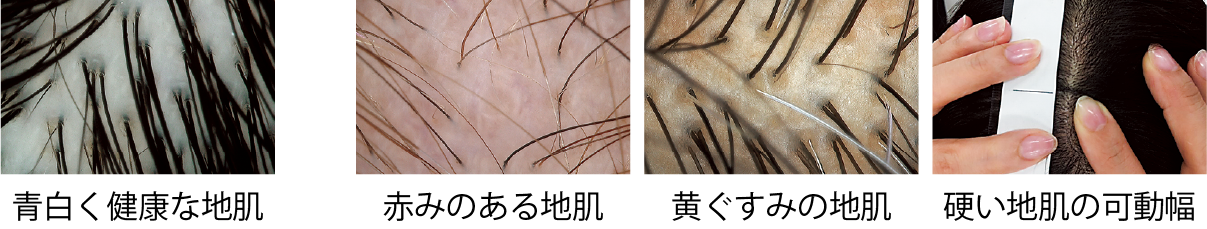 青白く健康な地肌
赤みのある地肌
黄ぐすみの地肌
硬い地肌の可動幅